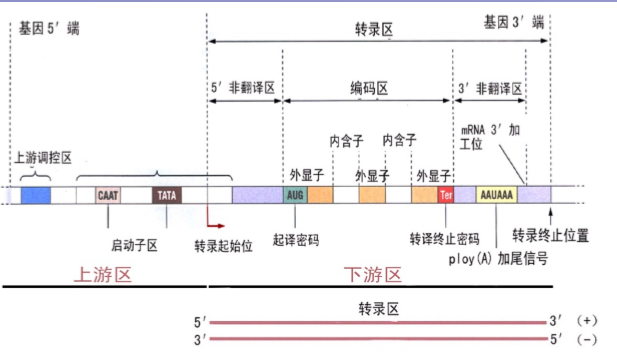 基因5′端
基因3′端
转录区
5′非翻译区
编码区
3′非翻译区
mRNA 3′加
工位
内含子
内含子
上游调控区
外显子
外显子
外显子
CAAT
TATA
AUG
Ter
AAUAAA
启动子区
转录起始位
起译密码
转译终止密码
转录终止位置
ploy(A)加尾信号
上游区
下游区
转录区
5′
3′ (+)
3′
5′ (−)